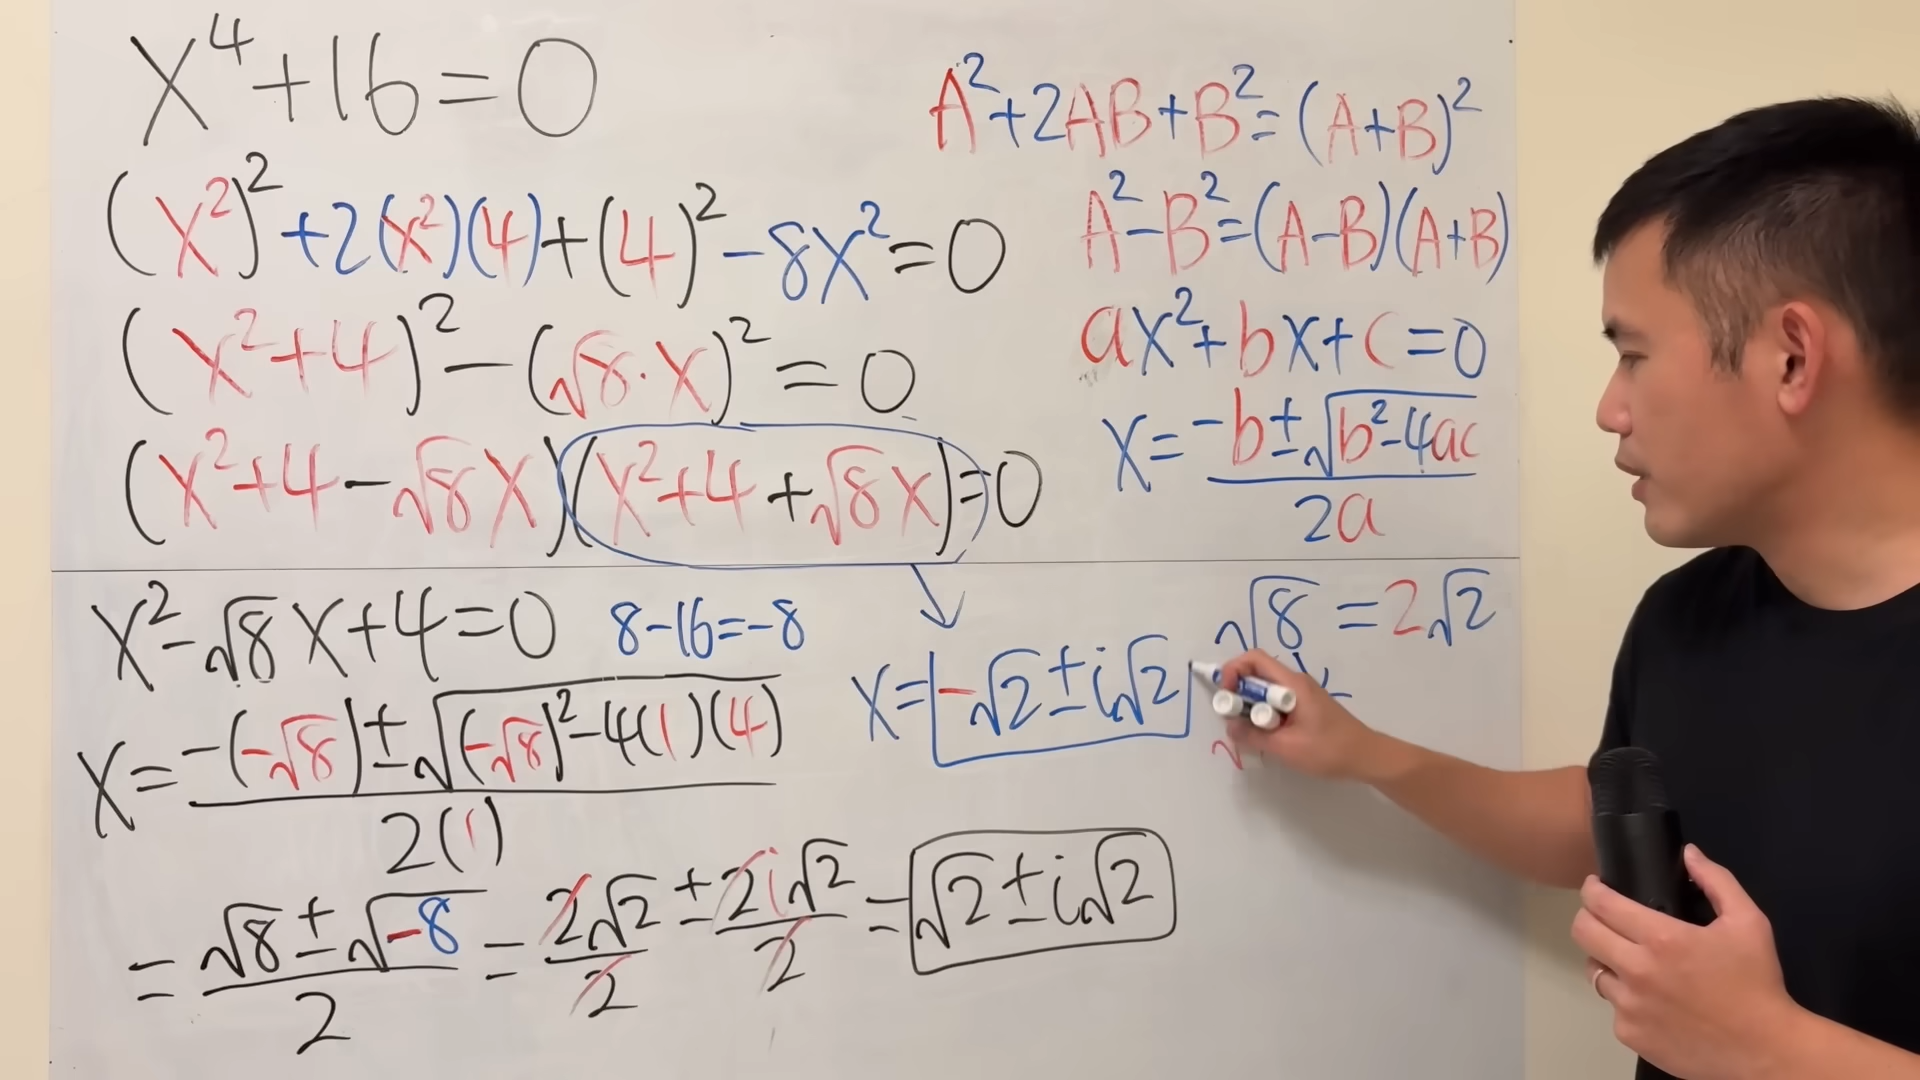 x⁴+16=0
(x²)²+2(x²)(4)+(4)²-8x²=0
(x²+4)²-(√8·x)²=0
(x²+4-√8x)(x²+4+√8x)=0
A²+2AB+B²=(A+B)²
A²-B²=(A-B)(A+B)
ax²+bx+c=0
x=(-b±√(b²-4ac))/2a
x²-√8x+4=0
8-16=-8
x=(-(-√8)±√((-√8)²-4(1)(4)))/2(1)
=(√8±√-8)/2=2√2/2±2i√2/2=√2±i√2
x=-√2±i√2
√8=2√2